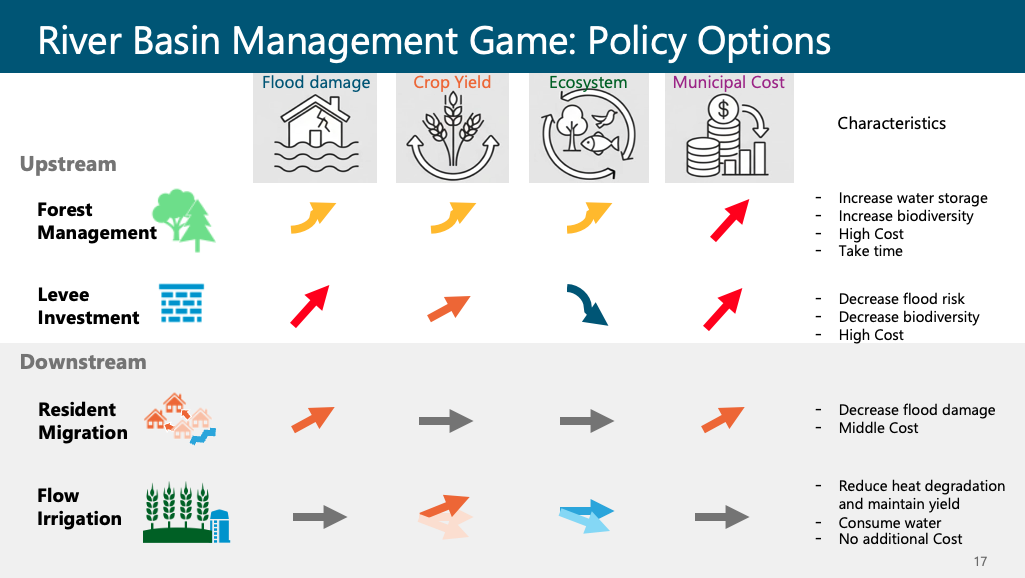 River Basin Management Game: Policy Options
Flood damage
Crop Yield
Ecosystem
Municipal Cost
$
Characteristics
Upstream
Forest
Management
- Increase water storage
- Increase biodiversity
- High Cost
- Take time
Levee
Investment
- Decrease flood risk
- Decrease biodiversity
- High Cost
Downstream
Resident
Migration
- Decrease flood damage
- Middle Cost
Flow
Irrigation
- Reduce heat degradation
and maintain yield
- Consume water
- No additional Cost
17